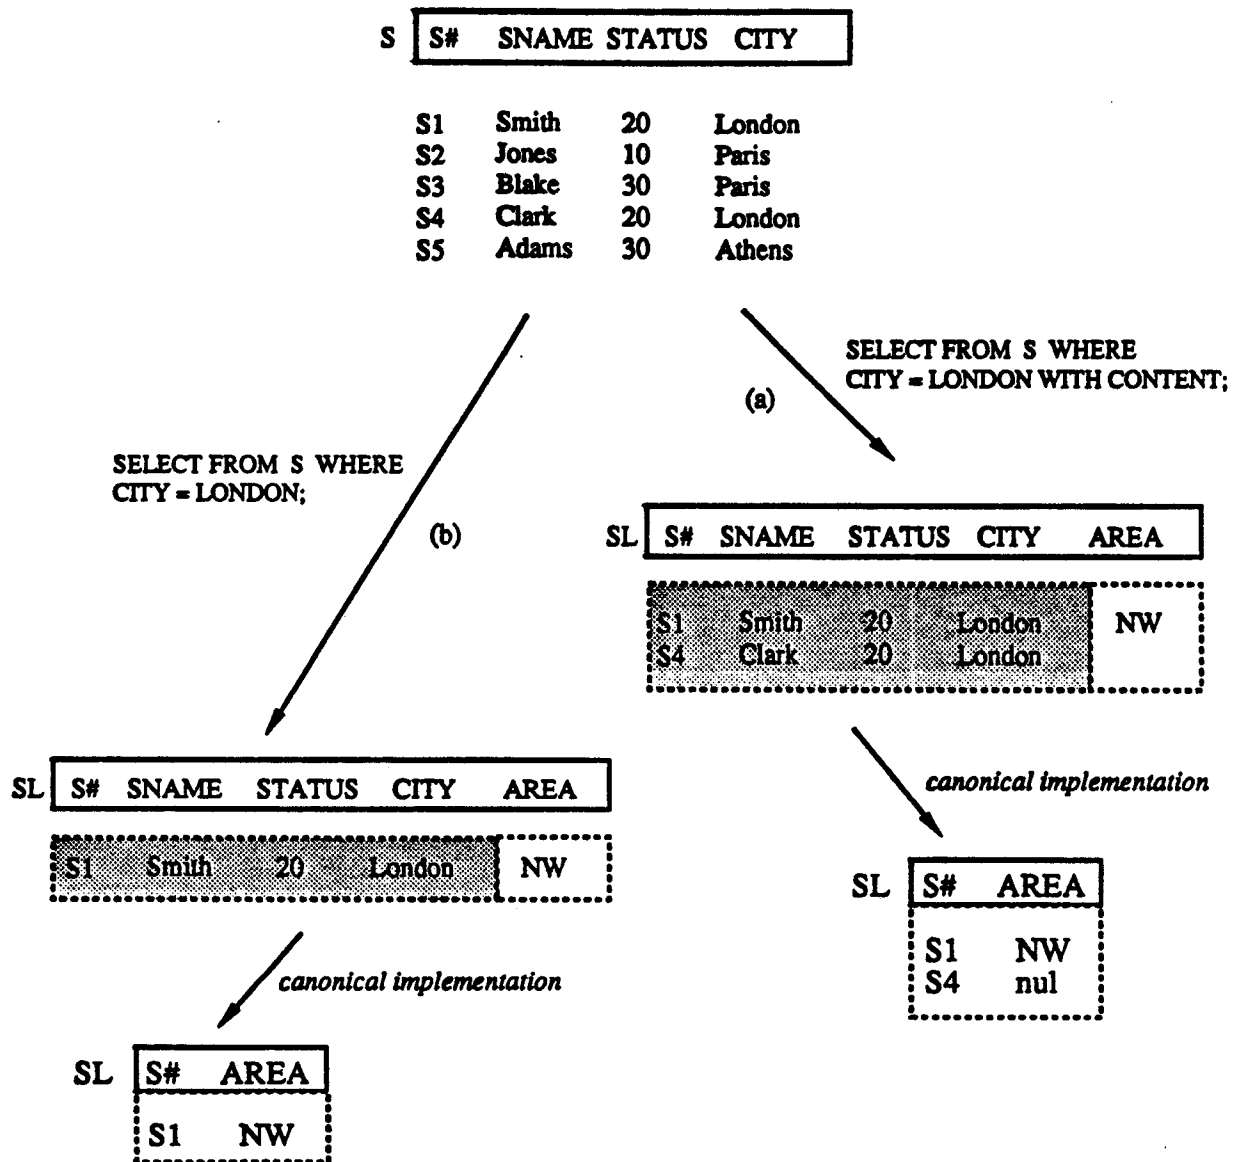 S S# SNAME STATUS CITY
S1 Smith 20 London
S2 Jones 10 Paris
S3 Blake 30 Paris
S4 Clark 20 London
S5 Adams 30 Athens
SELECT FROM S WHERE
CITY = LONDON WITH CONTENT;
(a)
SELECT FROM S WHERE
CITY = LONDON;
(b)
SL S# SNAME STATUS CITY AREA
S1 Smith 20 London NW
S4 Clark 20 London
canonical implementation
SL S# AREA
S1 NW
S4 nul
SL S# SNAME STATUS CITY AREA
S1 Smith 20 London NW
canonical implementation
SL S# AREA
S1 NW